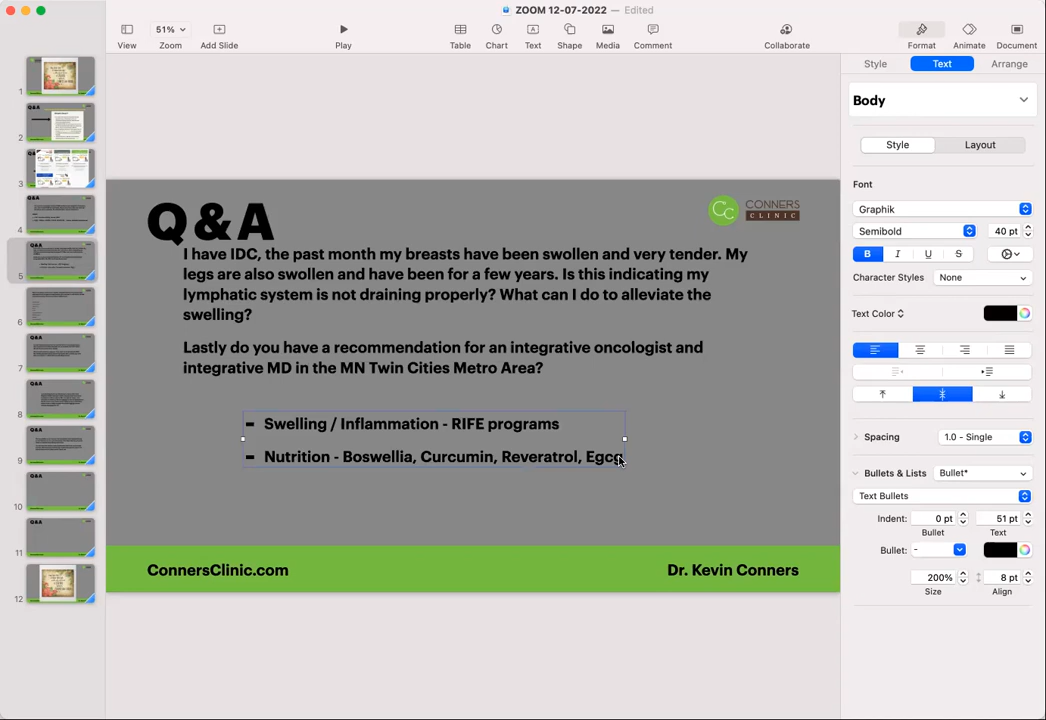 ZOOM 12-07-2022 — Edited
51%
View
Zoom
Add Slide
Play
Table
Chart
Text
Shape
Media
Comment
Collaborate
Format
Animate
Document
Style
Text
Arrange
Body
Style
Layout
Font
Graphik
Semibold
40 pt
B I U S
Character Styles
None
Text Color
Spacing
1.0 - Single
Bullets & Lists
Bullet*
Text Bullets
Indent:
0 pt
51 pt
Bullet
Text
Bullet:
-
200%
8 pt
Size
Align
1
2
3
4
5
6
7
8
9
10
11
12
Q&A
Q&A
Q&A
Q&A
Q&A
Q&A
Q&A
Q&A
Q&A
Q & A
CC
CONNERS
CLINIC
I have IDC, the past month my breasts have been swollen and very tender. My
legs are also swollen and have been for a few years. Is this indicating my
lymphatic system is not draining properly? What can I do to alleviate the
swelling?
Lastly do you have a recommendation for an integrative oncologist and
integrative MD in the MN Twin Cities Metro Area?
- Swelling / Inflammation - RIFE programs
- Nutrition - Boswellia, Curcumin, Reveratrol, Egcg
ConnersClinic.com
Dr. Kevin Conners